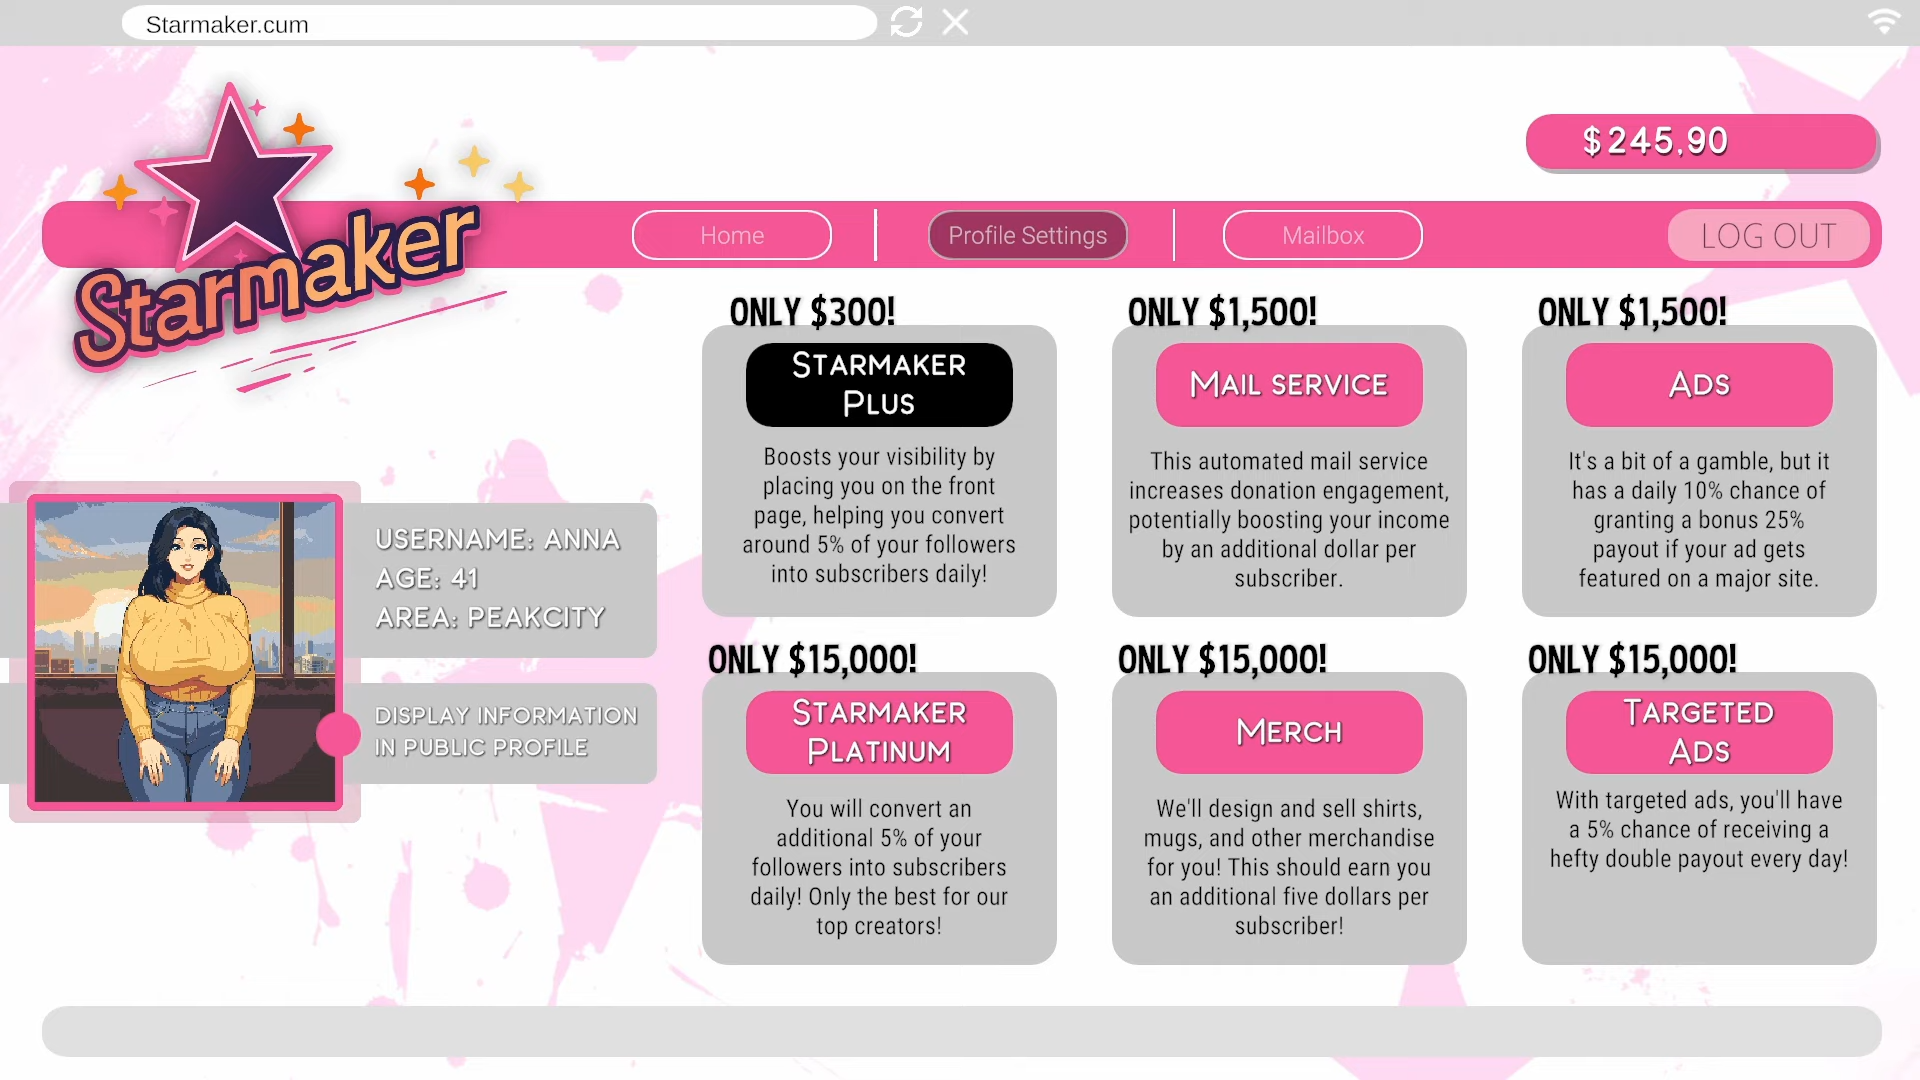 Starmaker.cum
$245,90
Starmaker
Home
Profile Settings
Mailbox
LOG OUT
ONLY $300!
STARMAKER
PLUS
Boosts your visibility by
placing you on the front
page, helping you convert
around 5% of your followers
into subscribers daily!
ONLY $1,500!
MAIL SERVICE
This automated mail service
increases donation engagement,
potentially boosting your income
by an additional dollar per
subscriber.
ONLY $1,500!
ADS
It's a bit of a gamble, but it
has a daily 10% chance of
granting a bonus 25%
payout if your ad gets
featured on a major site.
USERNAME: ANNA
AGE: 41
AREA: PEAKCITY
DISPLAY INFORMATION
IN PUBLIC PROFILE
ONLY $15,000!
STARMAKER
PLATINUM
You will convert an
additional 5% of your
followers into subscribers
daily! Only the best for our
top creators!
ONLY $15,000!
MERCH
We'll design and sell shirts,
mugs, and other merchandise
for you! This should earn you
an additional five dollars per
subscriber!
ONLY $15,000!
TARGETED
ADS
With targeted ads, you'll have
a 5% chance of receiving a
hefty double payout every day!